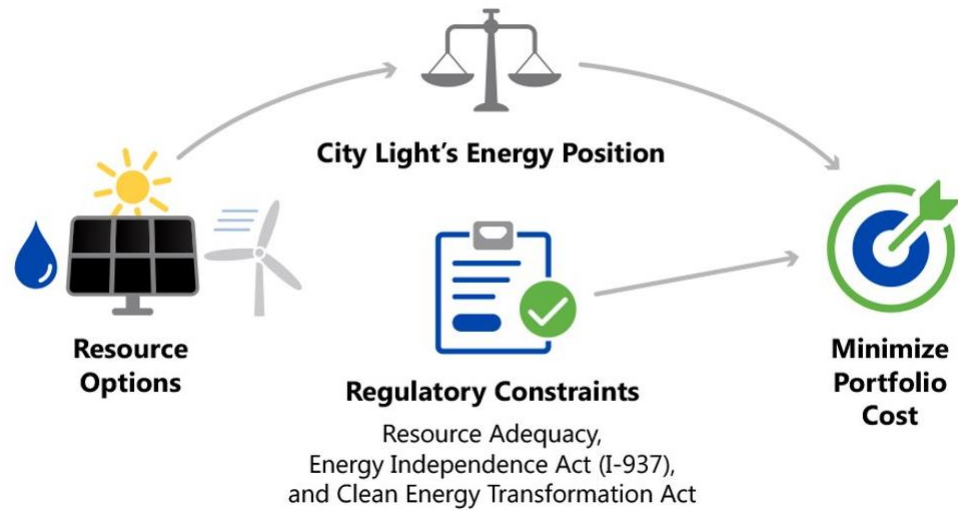 City Light's Energy Position
Resource
Options
Regulatory Constraints
Resource Adequacy,
Energy Independence Act (I-937),
and Clean Energy Transformation Act
Minimize
Portfolio
Cost